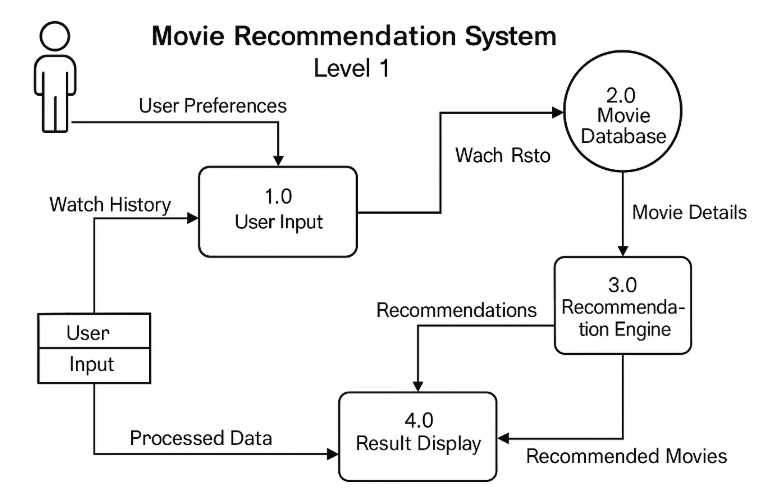 Movie Recommendation System
Level 1
User Preferences
2.0
Movie
Database
Wach Rsto
1.0
User Input
Watch History
Movie Details
3.0
Recommenda-
tion Engine
Recommendations
User
Input
4.0
Result Display
Processed Data
Recommended Movies